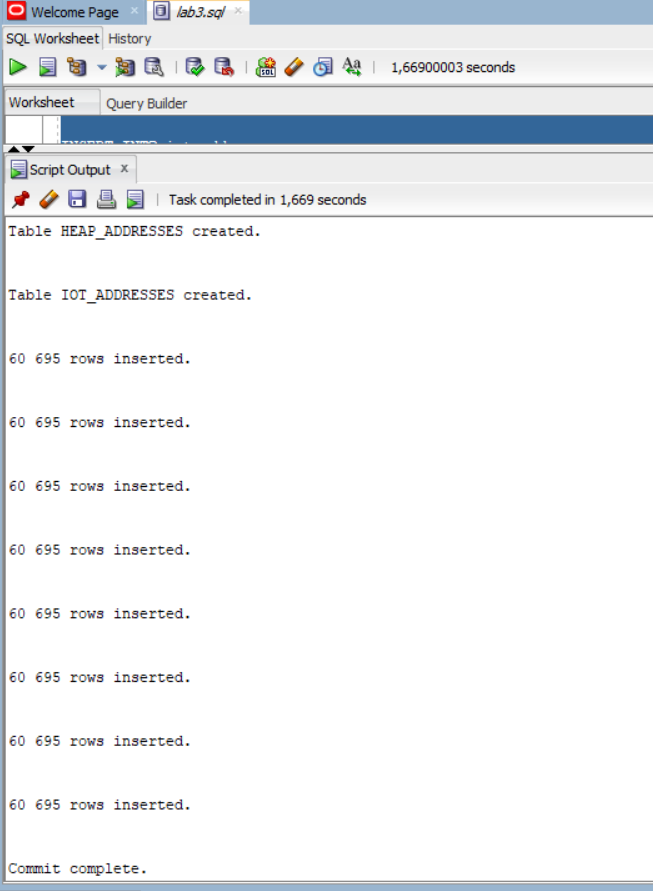 Welcome Page
lab3.sql
SQL Worksheet History
1,66900003 seconds
Worksheet Query Builder
Script Output
Task completed in 1,669 seconds
Table HEAP_ADDRESSES created.
Table IOT_ADDRESSES created.
60 695 rows inserted.
60 695 rows inserted.
60 695 rows inserted.
60 695 rows inserted.
60 695 rows inserted.
60 695 rows inserted.
60 695 rows inserted.
60 695 rows inserted.
Commit complete.